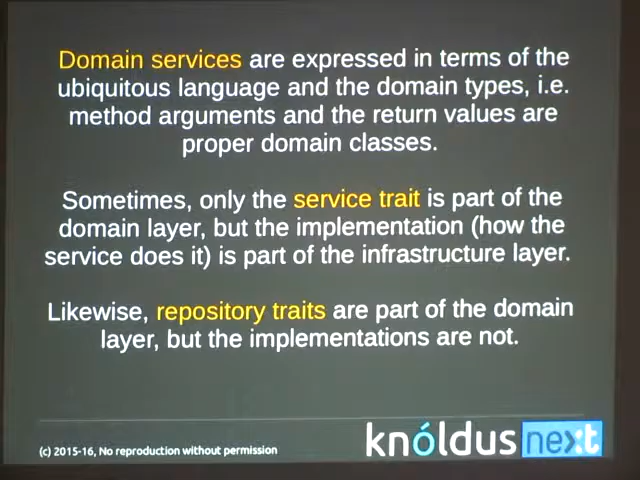 Domain services are expressed in terms of the
ubiquitous language and the domain types, i.e.
method arguments and the return values are
proper domain classes.
Sometimes, only the service trait is part of the
domain layer, but the implementation (how the
service does it) is part of the infrastructure layer.
Likewise, repository traits are part of the domain
layer, but the implementations are not.
(c) 2015-16, No reproduction without permission
knóldus next